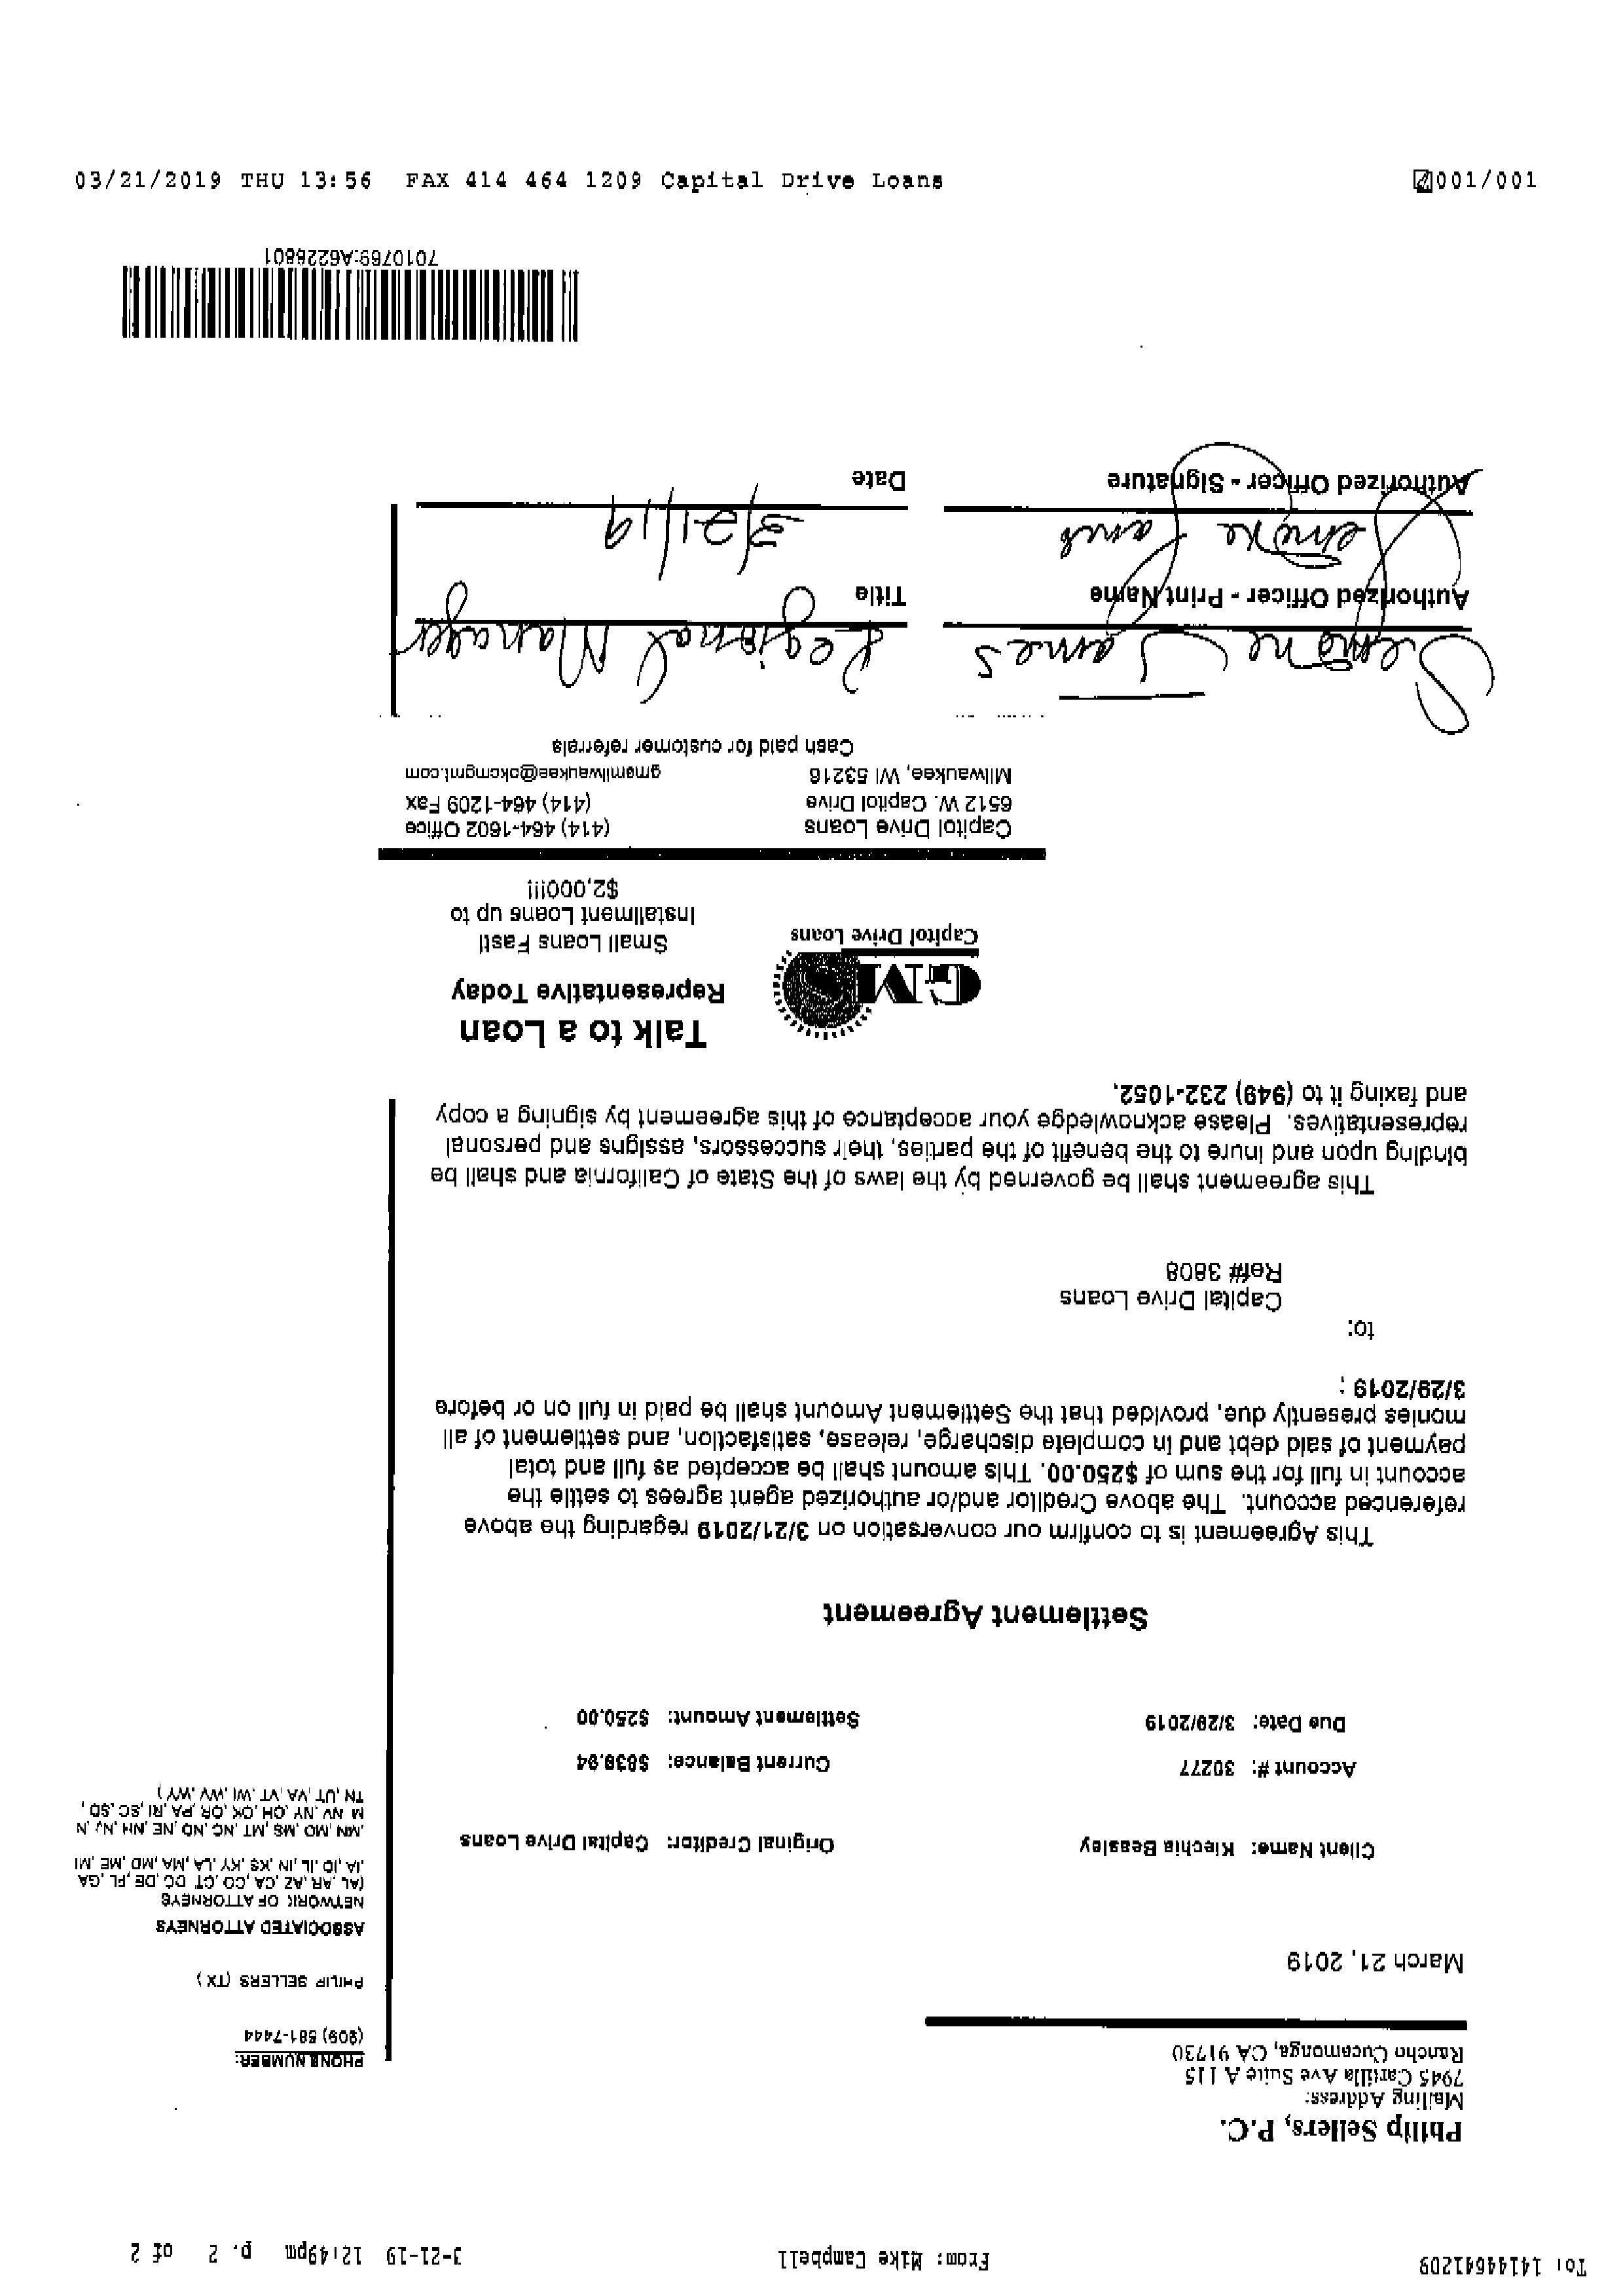 03/21/2019 THU 13:56 FAX 414 464 1209 Capital Drive Loans 001/001
To: 14144641209 From: Mike Campbell 3-21-19 12:49pm p. 2 of 2
Philip Sellers, P.C.
Mailing Address:
7945 Cartilla Ave Suite A 115
Rancho Cucamonga, CA 91730
PHONE NUMBER:
(909) 581-7444
March 21, 2019
PHILIP SELLERS (TX)
ASSOCIATED ATTORNEYS
NETWORK OF ATTORNEYS
(AL ,AR ,AZ ,CA ,CO ,CT ,DC ,DE ,FL ,GA
,IA ,ID ,IL ,IN ,KS ,KY ,LA ,MA ,MD ,ME ,MI
,MN ,MO ,MS ,MT ,NC ,ND ,NE ,NH ,NJ ,N
M NV ,NY ,OH ,OK ,OR ,PA ,RI ,SC ,SD ,
TN ,UT ,VA ,VT ,WI ,WV ,WY )
Client Name: Kiechia Beasley Original Creditor: Capital Drive Loans
Account #: 30277 Current Balance: $838.94
Due Date: 3/29/2019 Settlement Amount: $250.00
Settlement Agreement
This Agreement is to confirm our conversation on 3/21/2019 regarding the above
referenced account. The above Creditor and/or authorized agent agrees to settle the
account in full for the sum of $250.00. This amount shall be accepted as full and total
payment of said debt and in complete discharge, release, satisfaction, and settlement of all
monies presently due, provided that the Settlement Amount shall be paid in full on or before
3/29/2019 ;
to:
Capital Drive Loans
Ref# 3808
This agreement shall be governed by the laws of the State of California and shall be
binding upon and inure to the benefit of the parties, their successors, assigns and personal
representatives. Please acknowledge your acceptance of this agreement by signing a copy
and faxing it to (949) 232-1052.
GMS
Capitol Drive Loans
Talk to a Loan
Representative Today
Small Loans Fast!
Installment Loans up to
$2,000!!!
Capitol Drive Loans (414) 464-1602 Office
6512 W. Capitol Drive (414) 464-1209 Fax
Milwaukee, WI 53216 gmsmilwaukee@okcmgmt.com
Cash paid for customer referrals
James Regional Manager
Authorized Officer - Print Name Title
3/21/19
Authorized Officer - Signature Date
7010769:A6226801